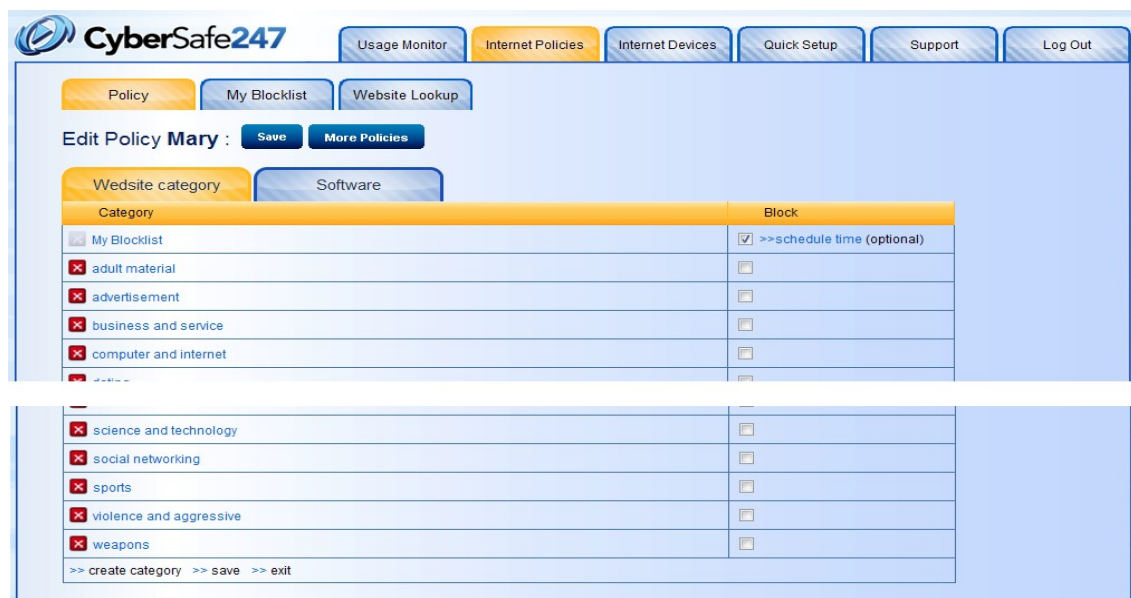 CyberSafe247
Usage Monitor Internet Policies Internet Devices Quick Setup Support Log Out
Policy My Blocklist Website Lookup
Edit Policy Mary : Save More Policies
Wedsite category Software
Category Block
My Blocklist >>schedule time (optional)
adult material
advertisement
business and service
computer and internet
science and technology
social networking
sports
violence and aggressive
weapons
>> create category >> save >> exit